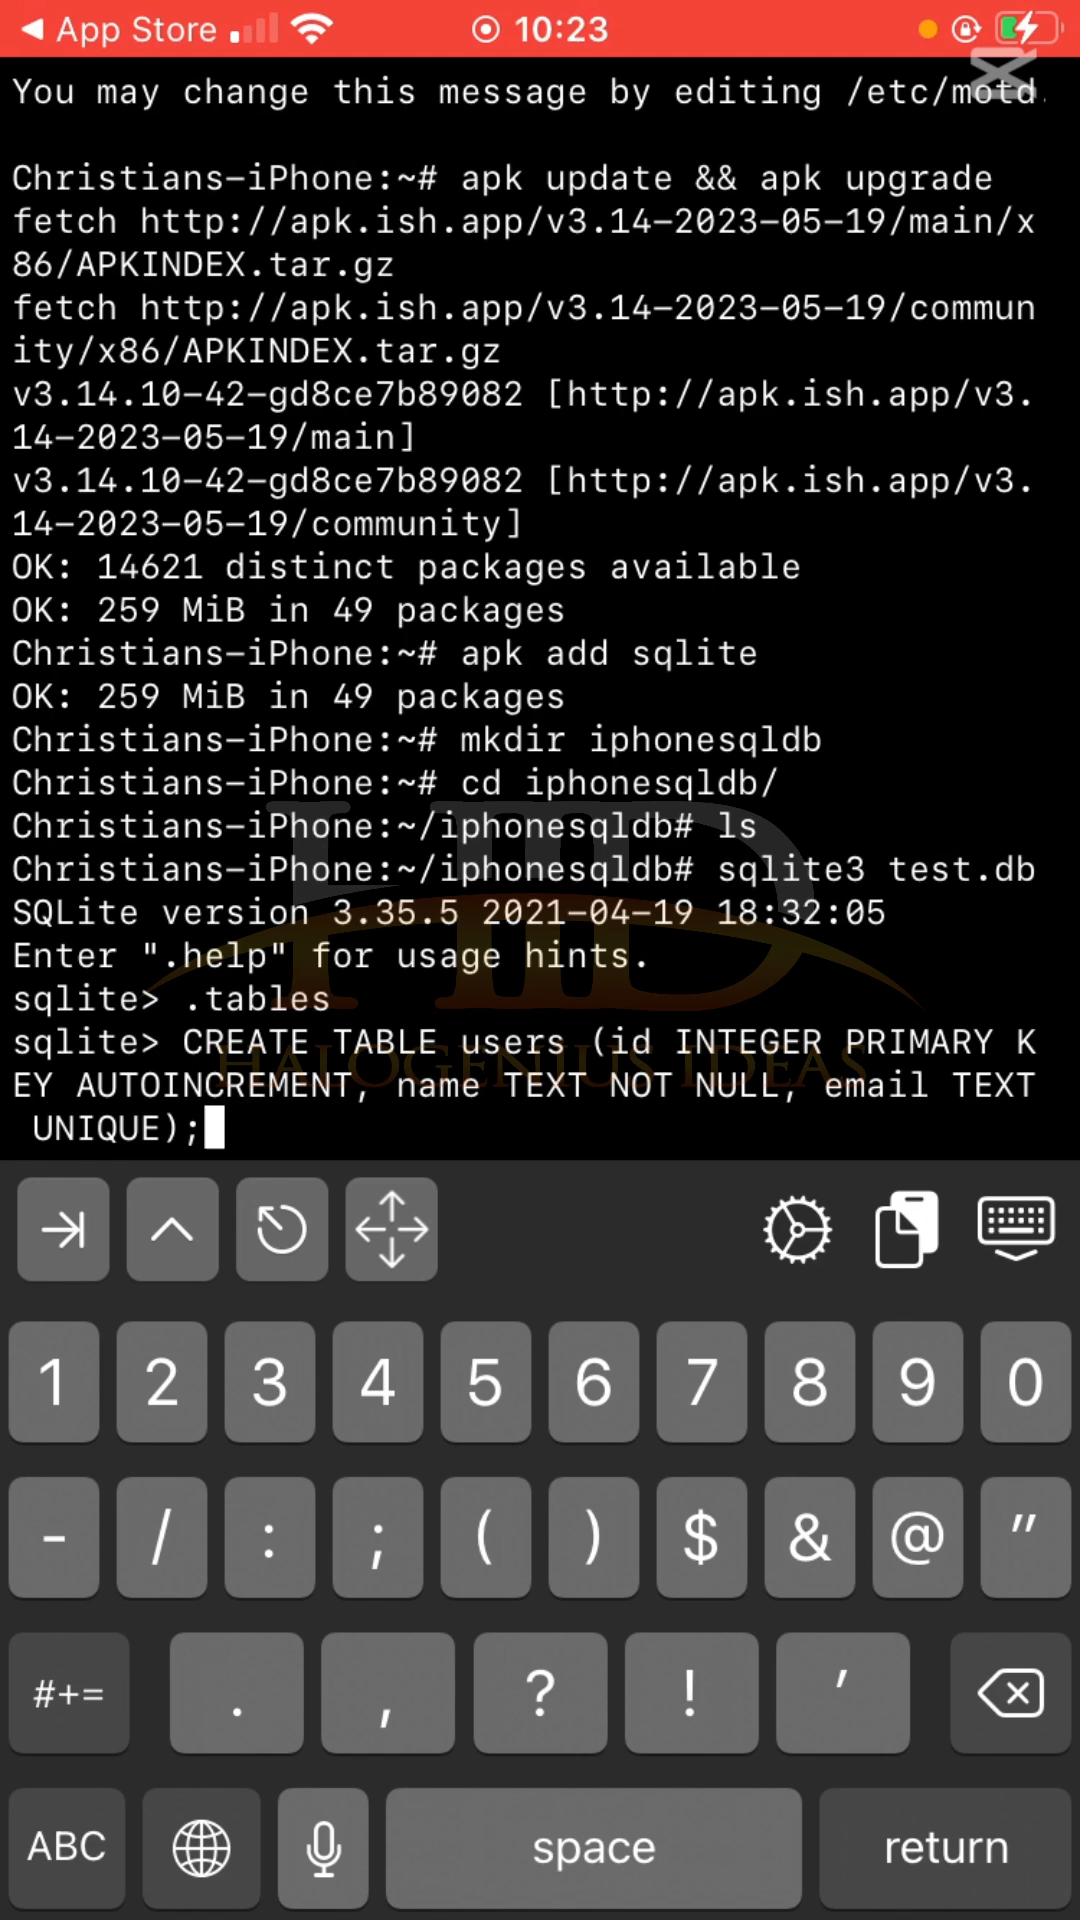 App Store 10:23
You may change this message by editing /etc/motd.
Christians-iPhone:~# apk update && apk upgrade
fetch http://apk.ish.app/v3.14-2023-05-19/main/x
86/APKINDEX.tar.gz
fetch http://apk.ish.app/v3.14-2023-05-19/commun
ity/x86/APKINDEX.tar.gz
v3.14.10-42-gd8ce7b89082 [http://apk.ish.app/v3.
14-2023-05-19/main]
v3.14.10-42-gd8ce7b89082 [http://apk.ish.app/v3.
14-2023-05-19/community]
OK: 14621 distinct packages available
OK: 259 MiB in 49 packages
Christians-iPhone:~# apk add sqlite
OK: 259 MiB in 49 packages
Christians-iPhone:~# mkdir iphonesqldb
Christians-iPhone:~# cd iphonesqldb/
Christians-iPhone:~/iphonesqldb# ls
Christians-iPhone:~/iphonesqldb# sqlite3 test.db
SQLite version 3.35.5 2021-04-19 18:32:05
Enter ".help" for usage hints.
sqlite> .tables
sqlite> CREATE TABLE users (id INTEGER PRIMARY K
EY AUTOINCREMENT, name TEXT NOT NULL, email TEXT
 UNIQUE);
HID
HALOGENIUS IDEAS
1 2 3 4 5 6 7 8 9 0
- / : ; ( ) $ & @ "
#+= . , ? ! '
ABC space return